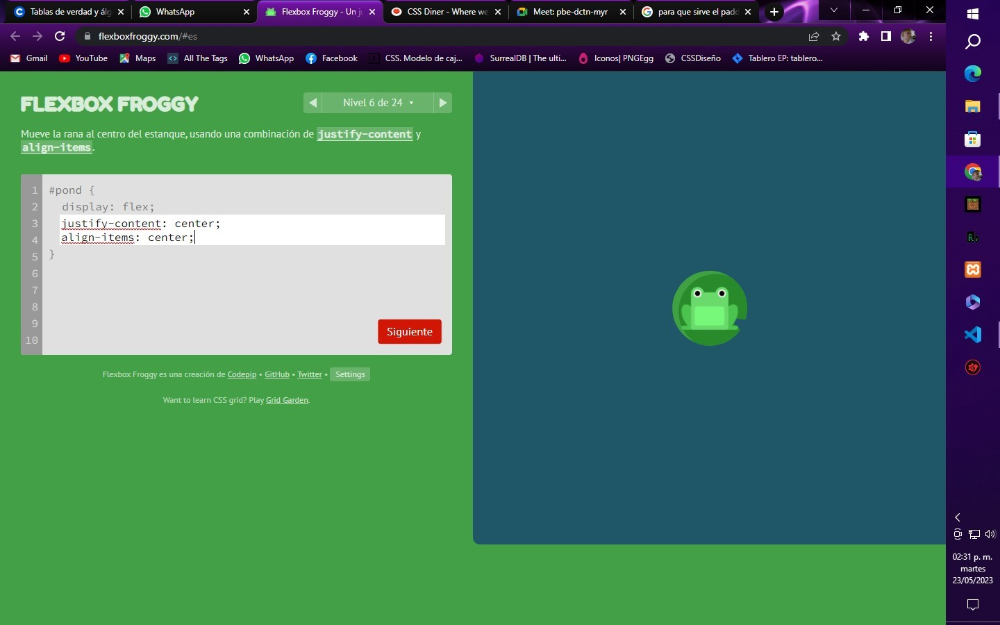 Tablas de verdad y álg
WhatsApp
Flexbox Froggy - Un j
CSS Diner - Where we
Meet: pbe-dctn-myr
para que sirve el padd
flexboxfroggy.com/#es
Gmail
YouTube
Maps
All The Tags
WhatsApp
Facebook
CSS. Modelo de caj...
SurrealDB | The ulti...
Iconos| PNGEgg
CSSDiseño
Tablero EP: tablero...
FLEXBOX FROGGY
Nivel 6 de 24
Mueve la rana al centro del estanque, usando una combinación de justify-content y
align-items.
1 #pond {
2 display: flex;
3 justify-content: center;
4 align-items: center;
5 }
6
7
8
9
10
Siguiente
Flexbox Froggy es una creación de Codepip • GitHub • Twitter • Settings
Want to learn CSS grid? Play Grid Garden.
02:31 p. m.
martes
23/05/2023